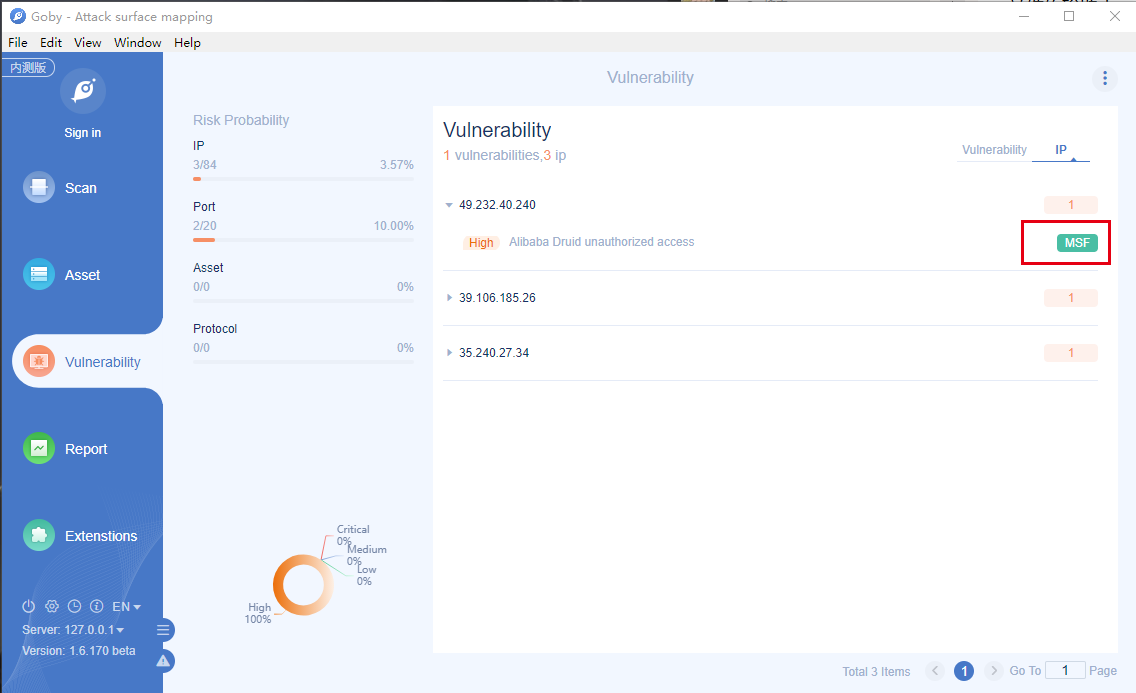 Goby - Attack surface mapping
File Edit View Window Help
内测版
Sign in
Scan
Asset
Vulnerability
Report
Extenstions
EN
Server: 127.0.0.1
Version: 1.6.170 beta
Vulnerability
Risk Probability
IP
3/84 3.57%
Port
2/20 10.00%
Asset
0/0 0%
Protocol
0/0 0%
Critical
0%
Medium
0%
Low
0%
High
100%
Vulnerability
1 vulnerabilities,3 ip
Vulnerability IP
49.232.40.240 1
High Alibaba Druid unauthorized access MSF
39.106.185.26 1
35.240.27.34 1
Total 3 Items 1 Go To 1 Page